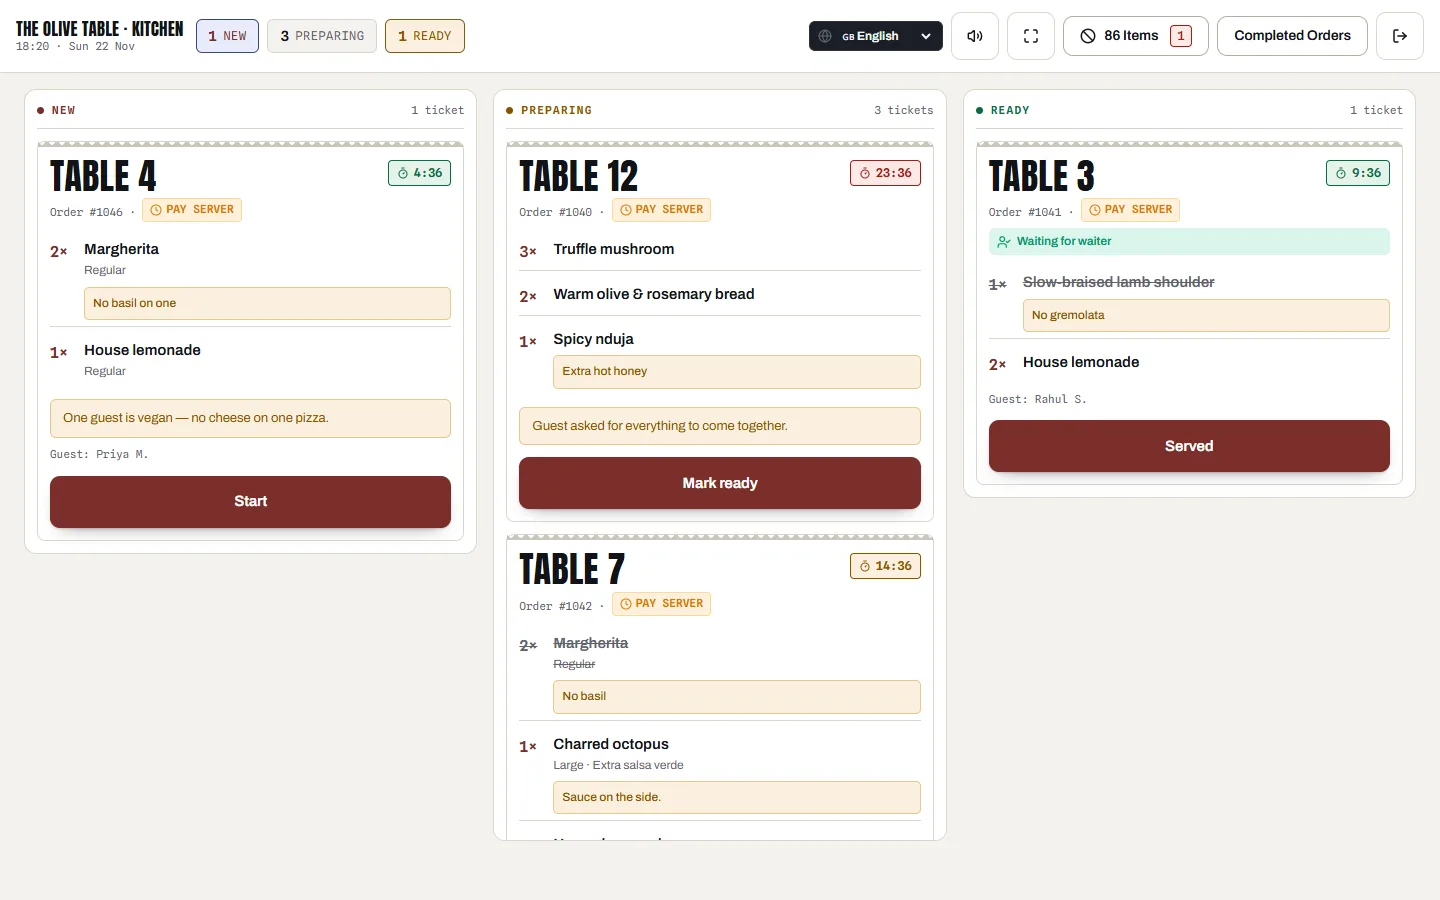 THE OLIVE TABLE · KITCHEN
18:20 · Sun 22 Nov
1 NEW
3 PREPARING
1 READY
GB English
86 Items 1
Completed Orders
NEW
1 ticket
TABLE 4
4:36
Order #1046 · PAY SERVER
2× Margherita
Regular
No basil on one
1× House lemonade
Regular
One guest is vegan — no cheese on one pizza.
Guest: Priya M.
Start
PREPARING
3 tickets
TABLE 12
23:36
Order #1040 · PAY SERVER
3× Truffle mushroom
2× Warm olive & rosemary bread
1× Spicy nduja
Extra hot honey
Guest asked for everything to come together.
Mark ready
TABLE 7
14:36
Order #1042 · PAY SERVER
2× Margherita
Regular
No basil
1× Charred octopus
Large · Extra salsa verde
Sauce on the side.
READY
1 ticket
TABLE 3
9:36
Order #1041 · PAY SERVER
Waiting for waiter
1× Slow-braised lamb shoulder
No gremolata
2× House lemonade
Guest: Rahul S.
Served